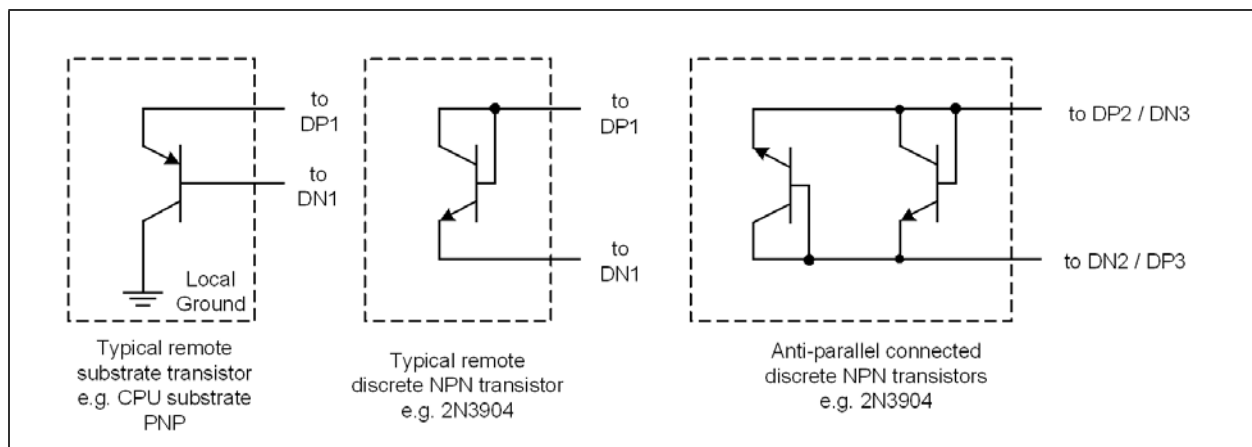 to
DP1
to
DN1
Local
Ground
Typical remote
substrate transistor
e.g. CPU substrate
PNP
to
DP1
to
DN1
Typical remote
discrete NPN transistor
e.g. 2N3904
to DP2 / DN3
to DN2 / DP3
Anti-parallel connected
discrete NPN transistors
e.g. 2N3904